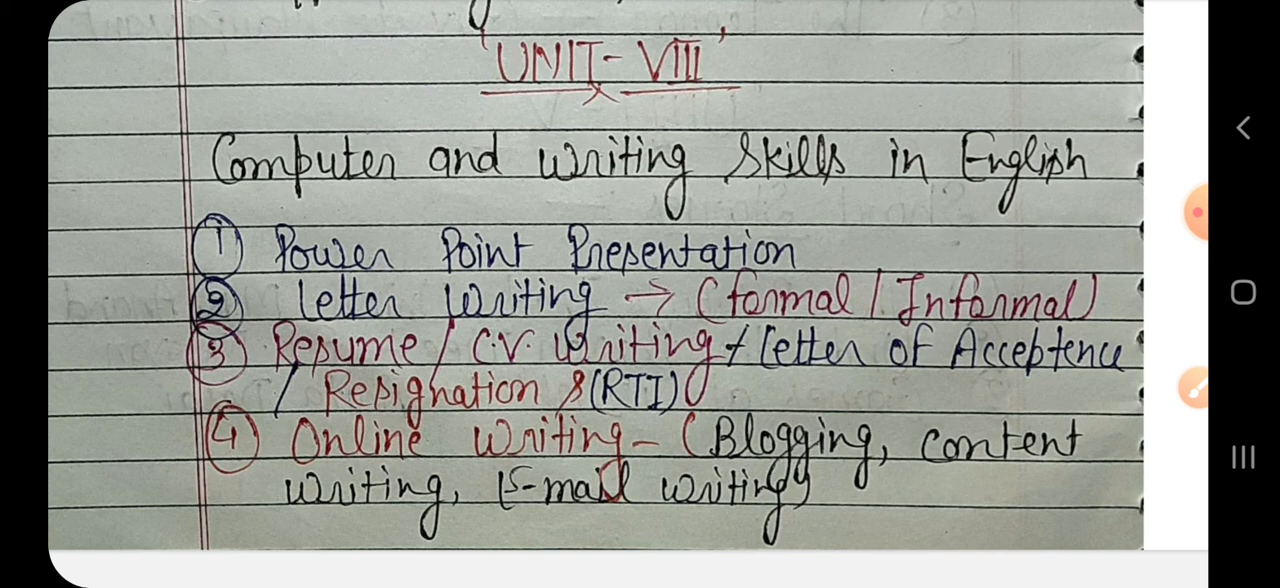 UNIT - VIII
Computer and Writing Skills in English
① Power Point Presentation
② Letter Writing → (formal / Informal)
③ Resume / C.V. Writing + Letter of Acceptence
/ Resignation & (RTI)
④ Online Writing - (Blogging, content
Writing, E-mail writing)